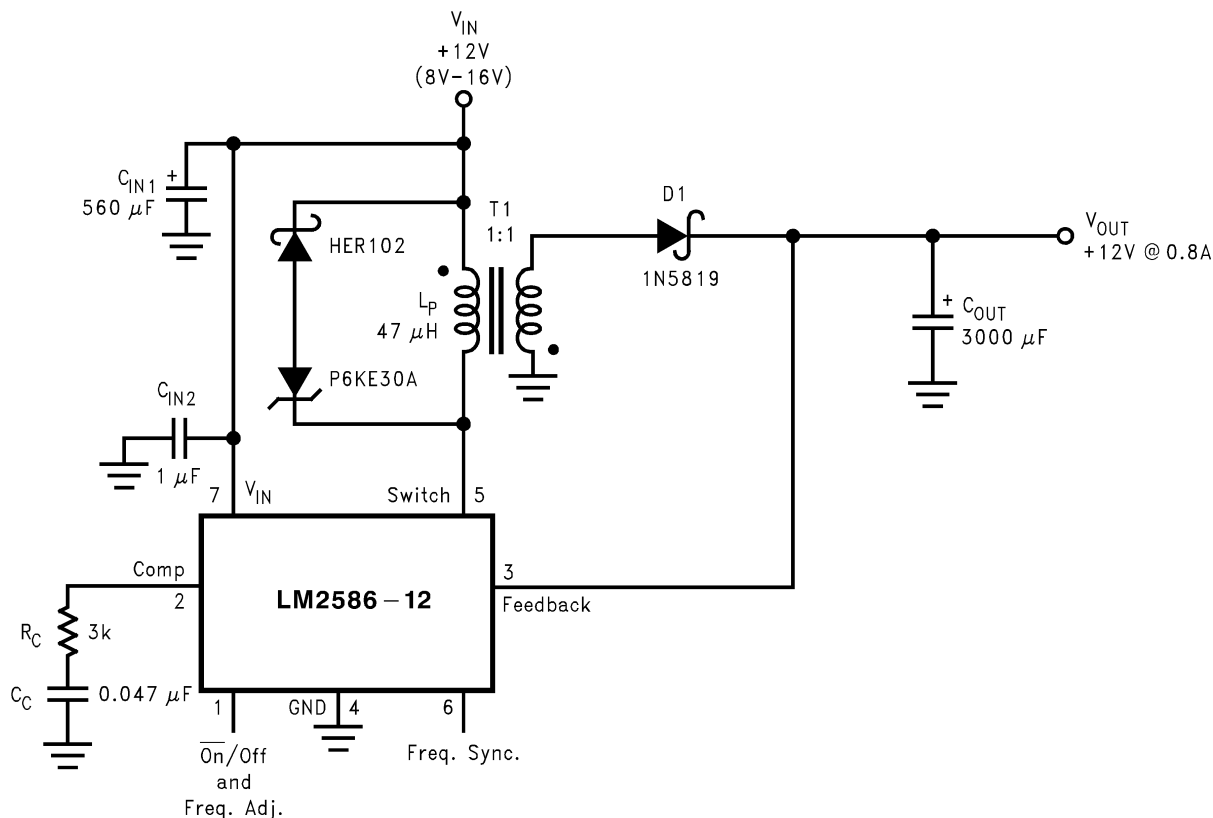 V_IN
+12V
(8V–16V)
C_IN1
+
560 μF
HER102
T1
1:1
D1
1N5819
V_OUT
+12V @ 0.8A
L_P
47 μH
+
C_OUT
3000 μF
P6KE30A
C_IN2
1 μF
7
V_IN
Switch
5
Comp
2
LM2586–12
3
Feedback
R_C
3k
C_C
0.047 μF
1
GND
4
6
O̅n̅/Off
and
Freq. Adj.
Freq. Sync.